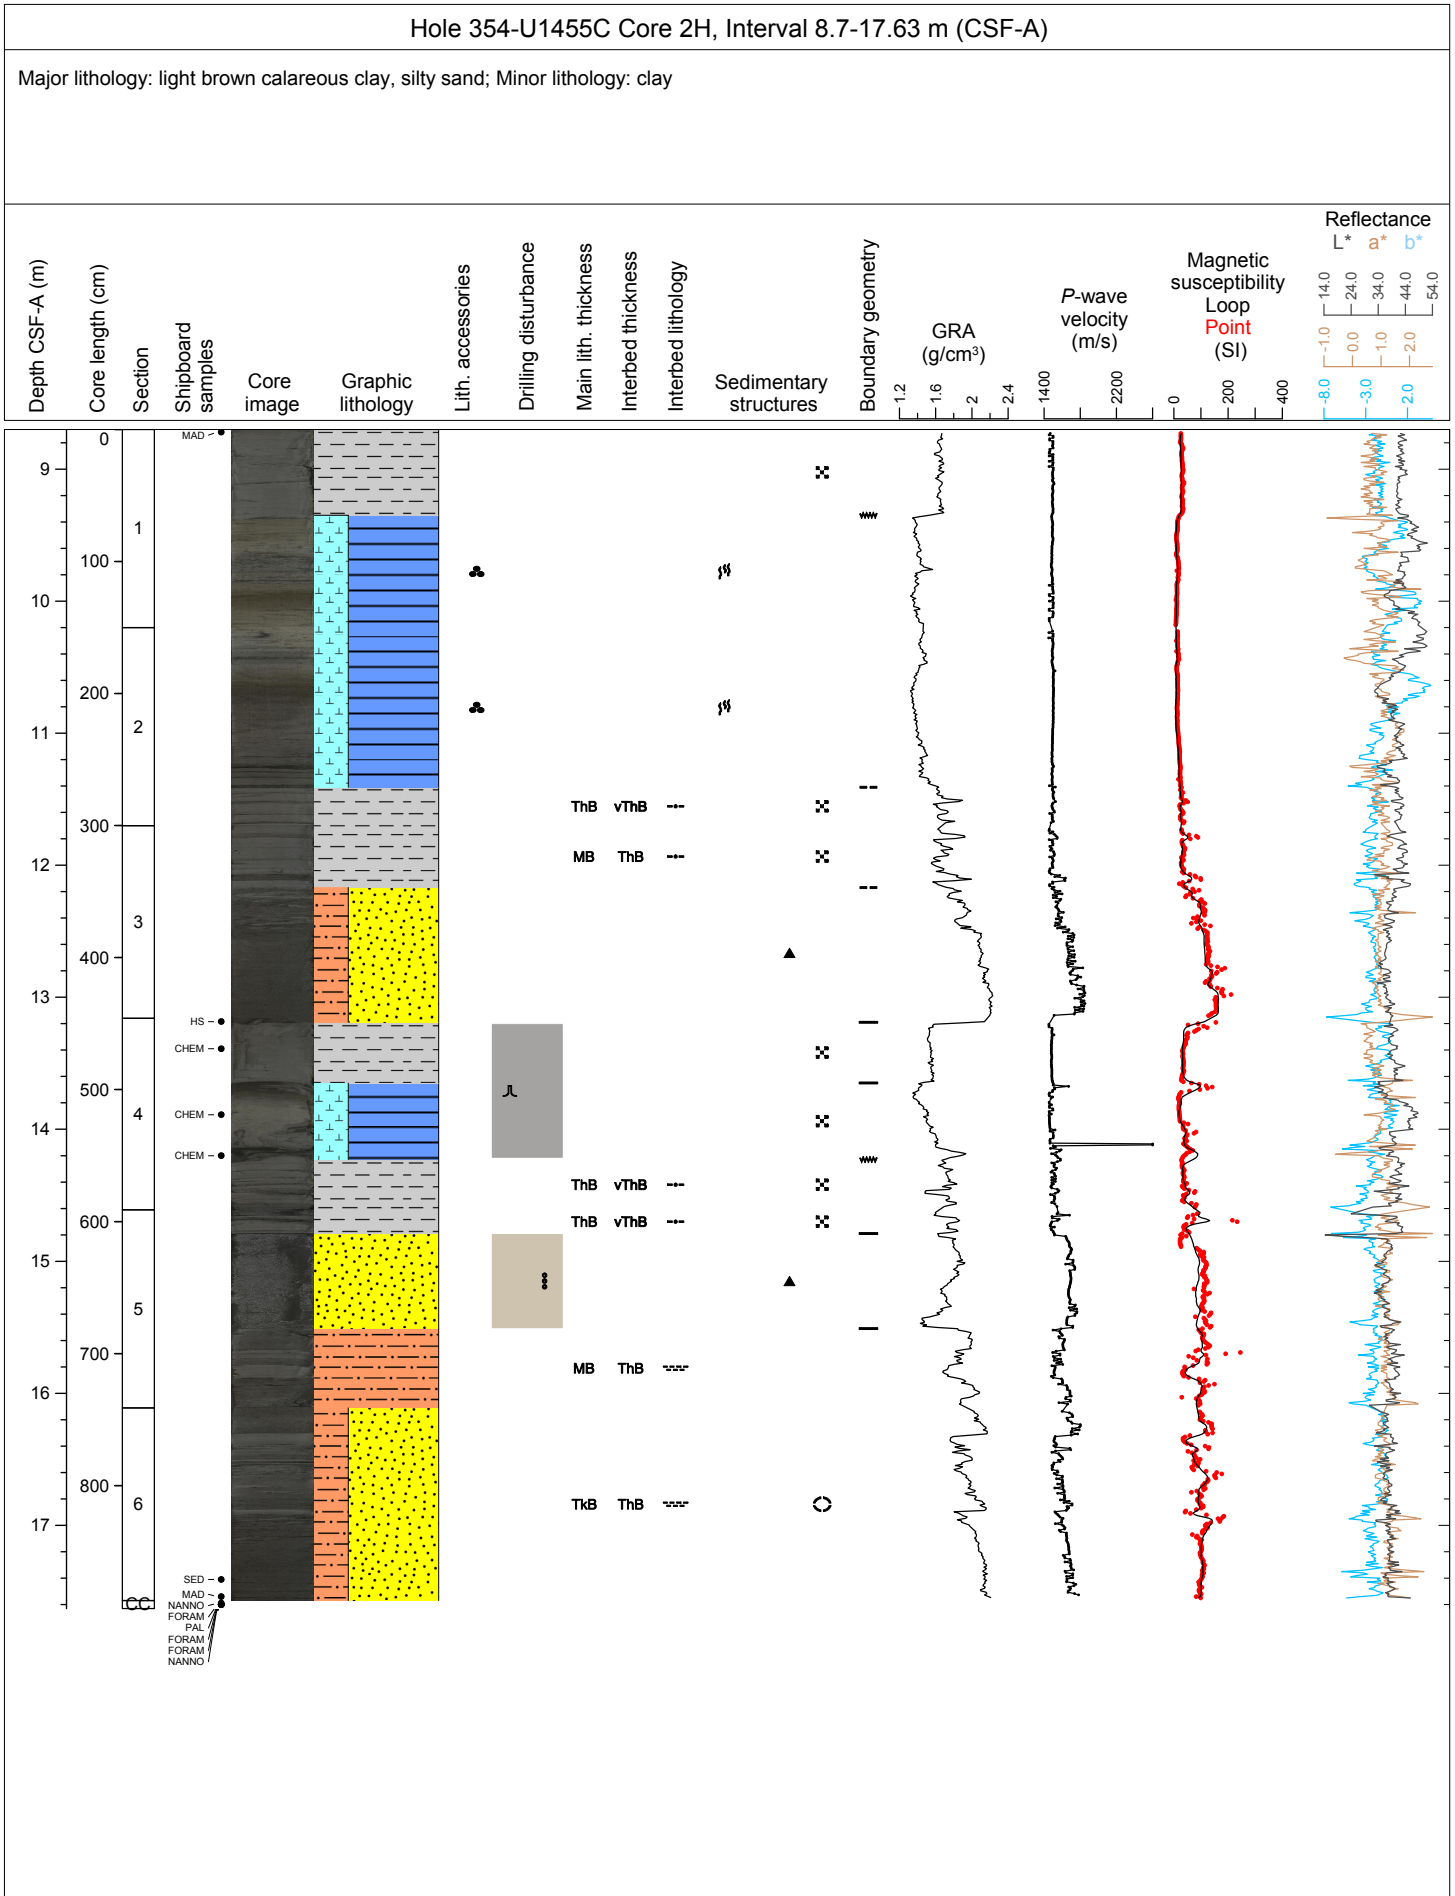 Hole 354-U1455C Core 2H, Interval 8.7-17.63 m (CSF-A)
Major lithology: light brown calareous clay, silty sand; Minor lithology: clay
Depth CSF-A (m)
Core length (cm)
Section
Shipboard
samples
Core
image
Graphic
lithology
Lith. accessories
Drilling disturbance
Main lith. thickness
Interbed thickness
Interbed lithology
Sedimentary
structures
Boundary geometry
GRA
(g/cm³)
1.2 1.6 2 2.4
P-wave
velocity
(m/s)
1400 2200
Magnetic
susceptibility
Loop
Point
(SI)
0 200 400
Reflectance
L* a* b*
14.0 24.0 34.0 44.0 54.0
-1.0 0.0 1.0 2.0
-8.0 -3.0 2.0
0 MAD
9
1
100
10
200
2
11
ThB vThB
300
12 MB ThB
3
400
13
HS
CHEM
500
4 CHEM
14
CHEM
ThB vThB
600 ThB vThB
15
5
700
MB ThB
16
800
6 TkB ThB
17
SED
MAD
CC NANNO
FORAM
PAL
FORAM
FORAM
NANNO